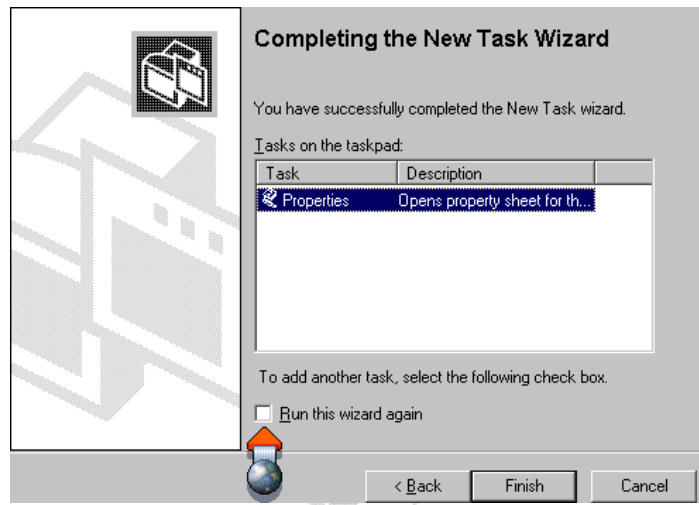 Completing the New Task Wizard
You have successfully completed the New Task wizard.
Tasks on the taskpad:
Task Description
Properties Opens property sheet for th...
To add another task, select the following check box.
Run this wizard again
< Back Finish Cancel